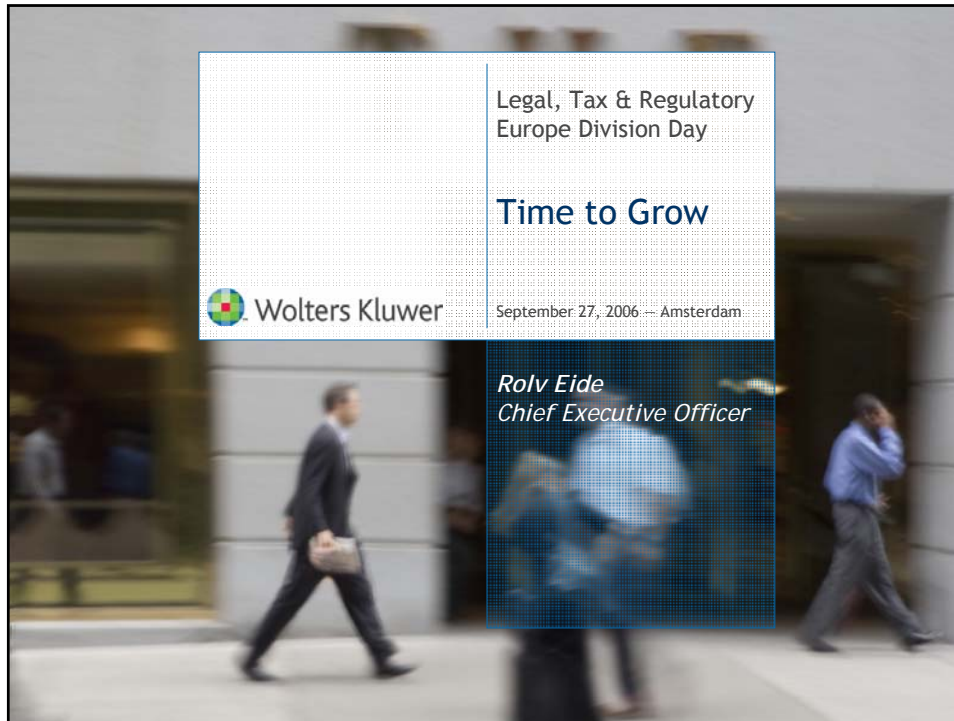 Legal, Tax & Regulatory
Europe Division Day
Time to Grow
Wolters Kluwer
September 27, 2006 – Amsterdam
Rolv Eide
Chief Executive Officer